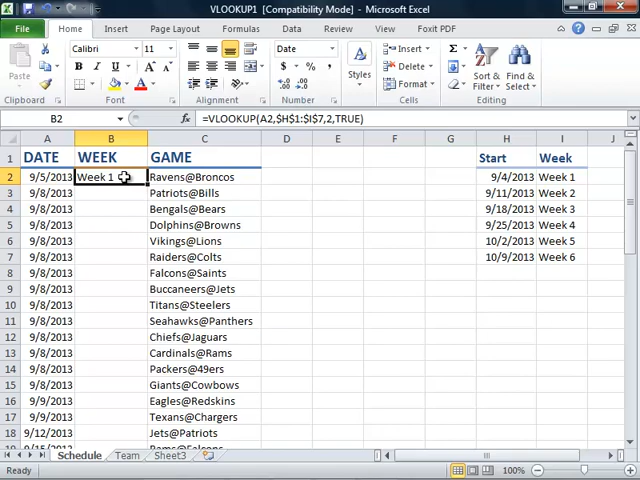 VLOOKUP1 [Compatibility Mode] - Microsoft Excel
File Home Insert Page Layout Formulas Data Review View Foxit PDF
Calibri 11 Date Insert Σ
Paste B I U A $ % , Styles Delete Sort & Filter Find & Select
Format
Clipboard Font Alignment Number Cells Editing
B2 fx =VLOOKUP(A2,$H$1:$I$7,2,TRUE)
A B C D E F G H I J
1 DATE WEEK GAME Start Week
2 9/5/2013 Week 1 Ravens@Broncos 9/4/2013 Week 1
3 9/8/2013 Patriots@Bills 9/11/2013 Week 2
4 9/8/2013 Bengals@Bears 9/18/2013 Week 3
5 9/8/2013 Dolphins@Browns 9/25/2013 Week 4
6 9/8/2013 Vikings@Lions 10/2/2013 Week 5
7 9/8/2013 Raiders@Colts 10/9/2013 Week 6
8 9/8/2013 Falcons@Saints
9 9/8/2013 Buccaneers@Jets
10 9/8/2013 Titans@Steelers
11 9/8/2013 Seahawks@Panthers
12 9/8/2013 Chiefs@Jaguars
13 9/8/2013 Cardinals@Rams
14 9/8/2013 Packers@49ers
15 9/8/2013 Giants@Cowboys
16 9/9/2013 Eagles@Redskins
17 9/9/2013 Texans@Chargers
18 9/12/2013 Jets@Patriots
Schedule Team Sheet3
Ready 100%